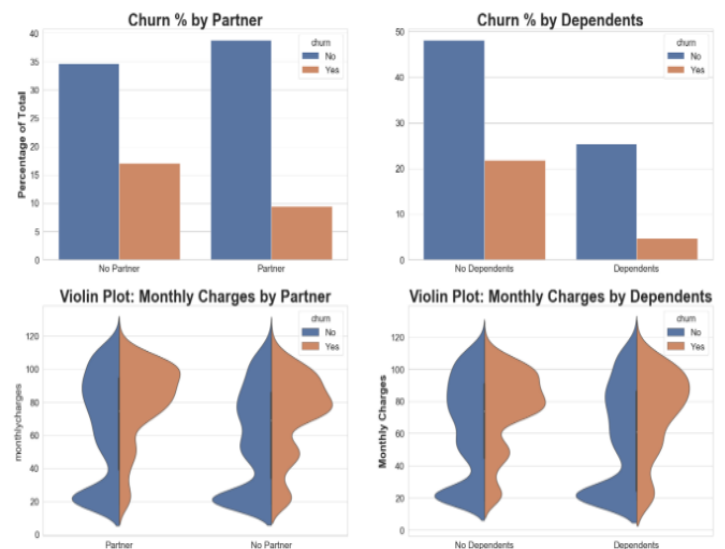 Churn % by Partner
Percentage of Total
40
35
30
25
20
15
10
5
0
churn
No
Yes
No Partner
Partner
Churn % by Dependents
50
40
30
20
10
0
churn
No
Yes
No Dependents
Dependents
Violin Plot: Monthly Charges by Partner
monthlycharges
120
100
80
60
40
20
0
churn
No
Yes
Partner
No Partner
Violin Plot: Monthly Charges by Dependents
Monthly Charges
120
100
80
60
40
20
0
churn
No
Yes
No Dependents
Dependents